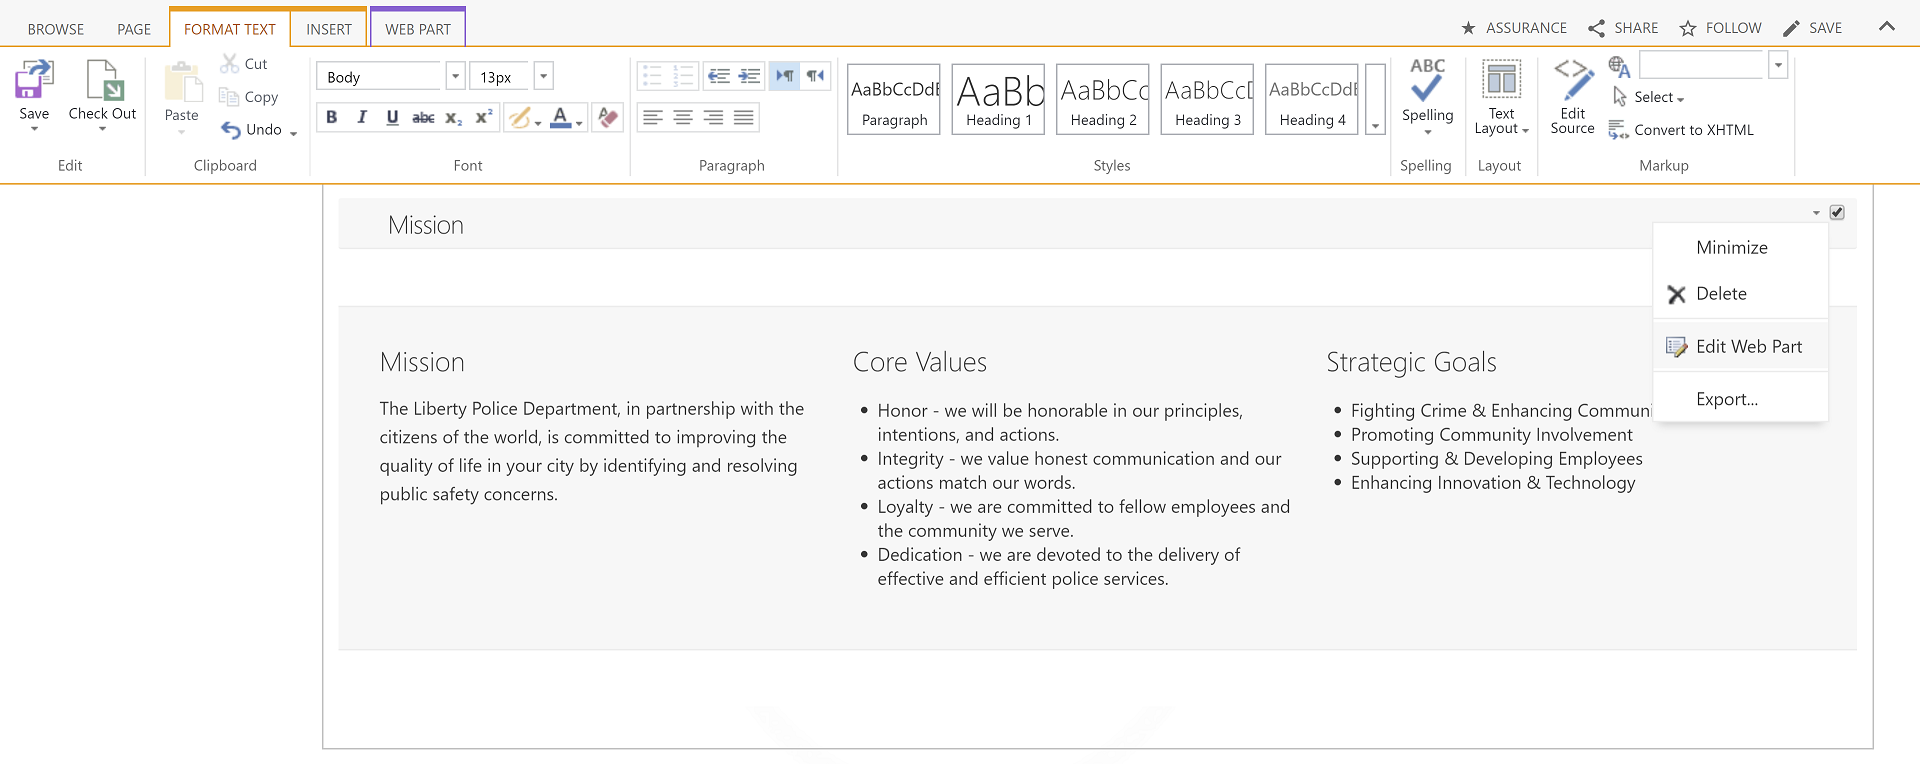 BROWSE PAGE FORMAT TEXT INSERT WEB PART ASSURANCE SHARE FOLLOW SAVE
Save
Check Out
Edit
Paste
Cut
Copy
Undo
Clipboard
Body 13px
B I U abc x₂ x²
A
Font
Paragraph
AaBbCcDdE
Paragraph
AaBb
Heading 1
AaBbCc
Heading 2
AaBbCcD
Heading 3
AaBbCcDdE
Heading 4
Styles
ABC
Spelling
Spelling
Text
Layout
Layout
Edit
Source
Select
Convert to XHTML
Markup
Mission
Minimize
Delete
Edit Web Part
Export...
Mission
The Liberty Police Department, in partnership with the
citizens of the world, is committed to improving the
quality of life in your city by identifying and resolving
public safety concerns.
Core Values
• Honor - we will be honorable in our principles,
intentions, and actions.
• Integrity - we value honest communication and our
actions match our words.
• Loyalty - we are committed to fellow employees and
the community we serve.
• Dedication - we are devoted to the delivery of
effective and efficient police services.
Strategic Goals
• Fighting Crime & Enhancing Communi
• Promoting Community Involvement
• Supporting & Developing Employees
• Enhancing Innovation & Technology